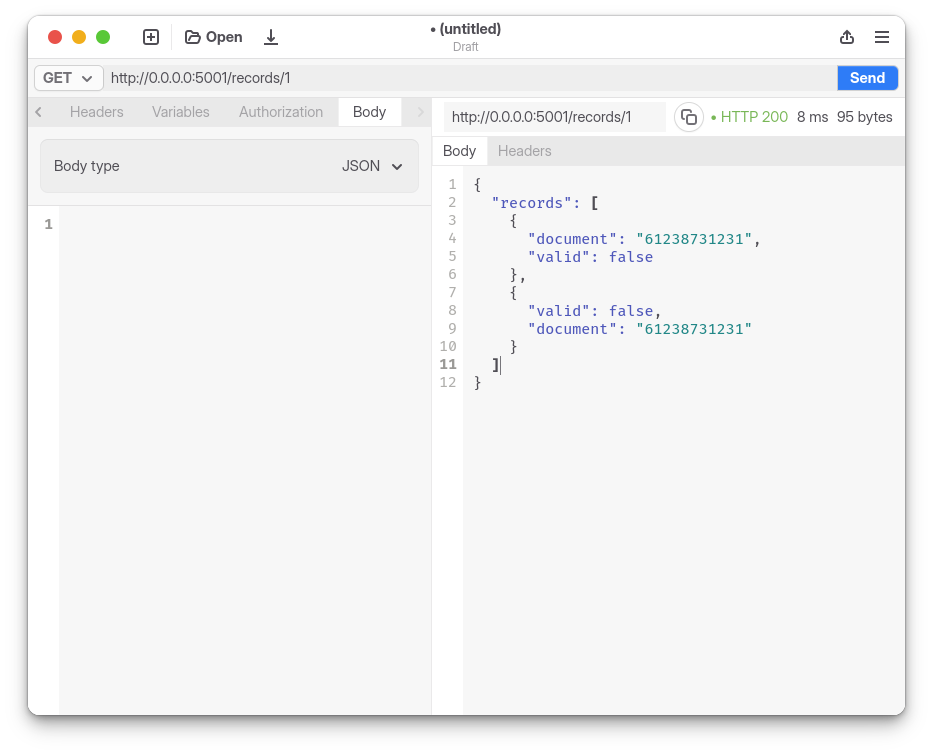 Open
• (untitled)
Draft
GET
http://0.0.0.0:5001/records/1
Send
Headers Variables Authorization Body
Body type
JSON
1
http://0.0.0.0:5001/records/1
• HTTP 200 8 ms 95 bytes
Body Headers
1 {
2   "records": [
3     {
4       "document": "61238731231",
5       "valid": false
6     },
7     {
8       "valid": false,
9       "document": "61238731231"
10     }
11   ]
12 }